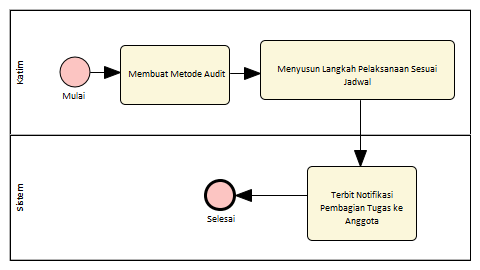 Katim
Mulai
Membuat Metode Audit
Menyusun Langkah Pelaksanaan Sesuai
Jadwal
Sistem
Selesai
Terbit Notifikasi
Pembagian Tugas ke
Anggota